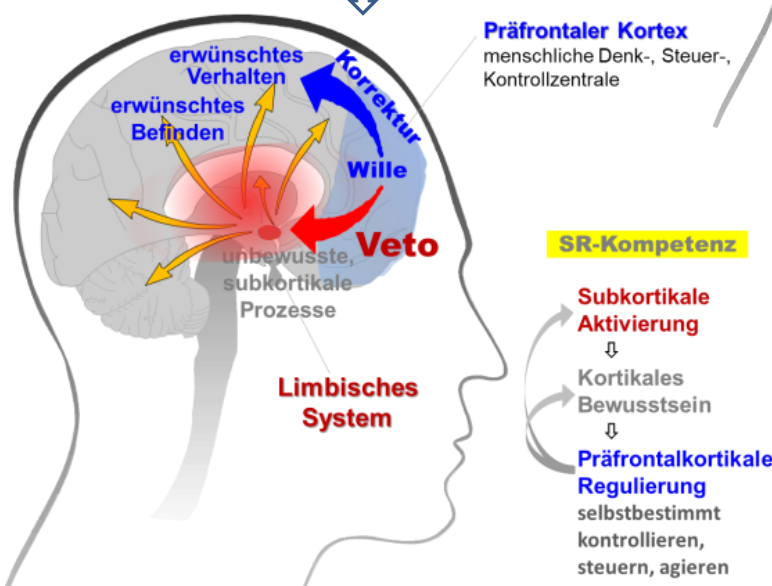 Präfrontaler Kortex
menschliche Denk-, Steuer-,
Kontrollzentrale
erwünschtes
Verhalten
Korrektur
erwünschtes
Befinden
Wille
Veto
unbewusste,
subkortikale
Prozesse
Limbisches
System
SR-Kompetenz
Subkortikale
Aktivierung
⇩
Kortikales
Bewusstsein
⇩
Präfrontalkortikale
Regulierung
selbstbestimmt
kontrollieren,
steuern, agieren